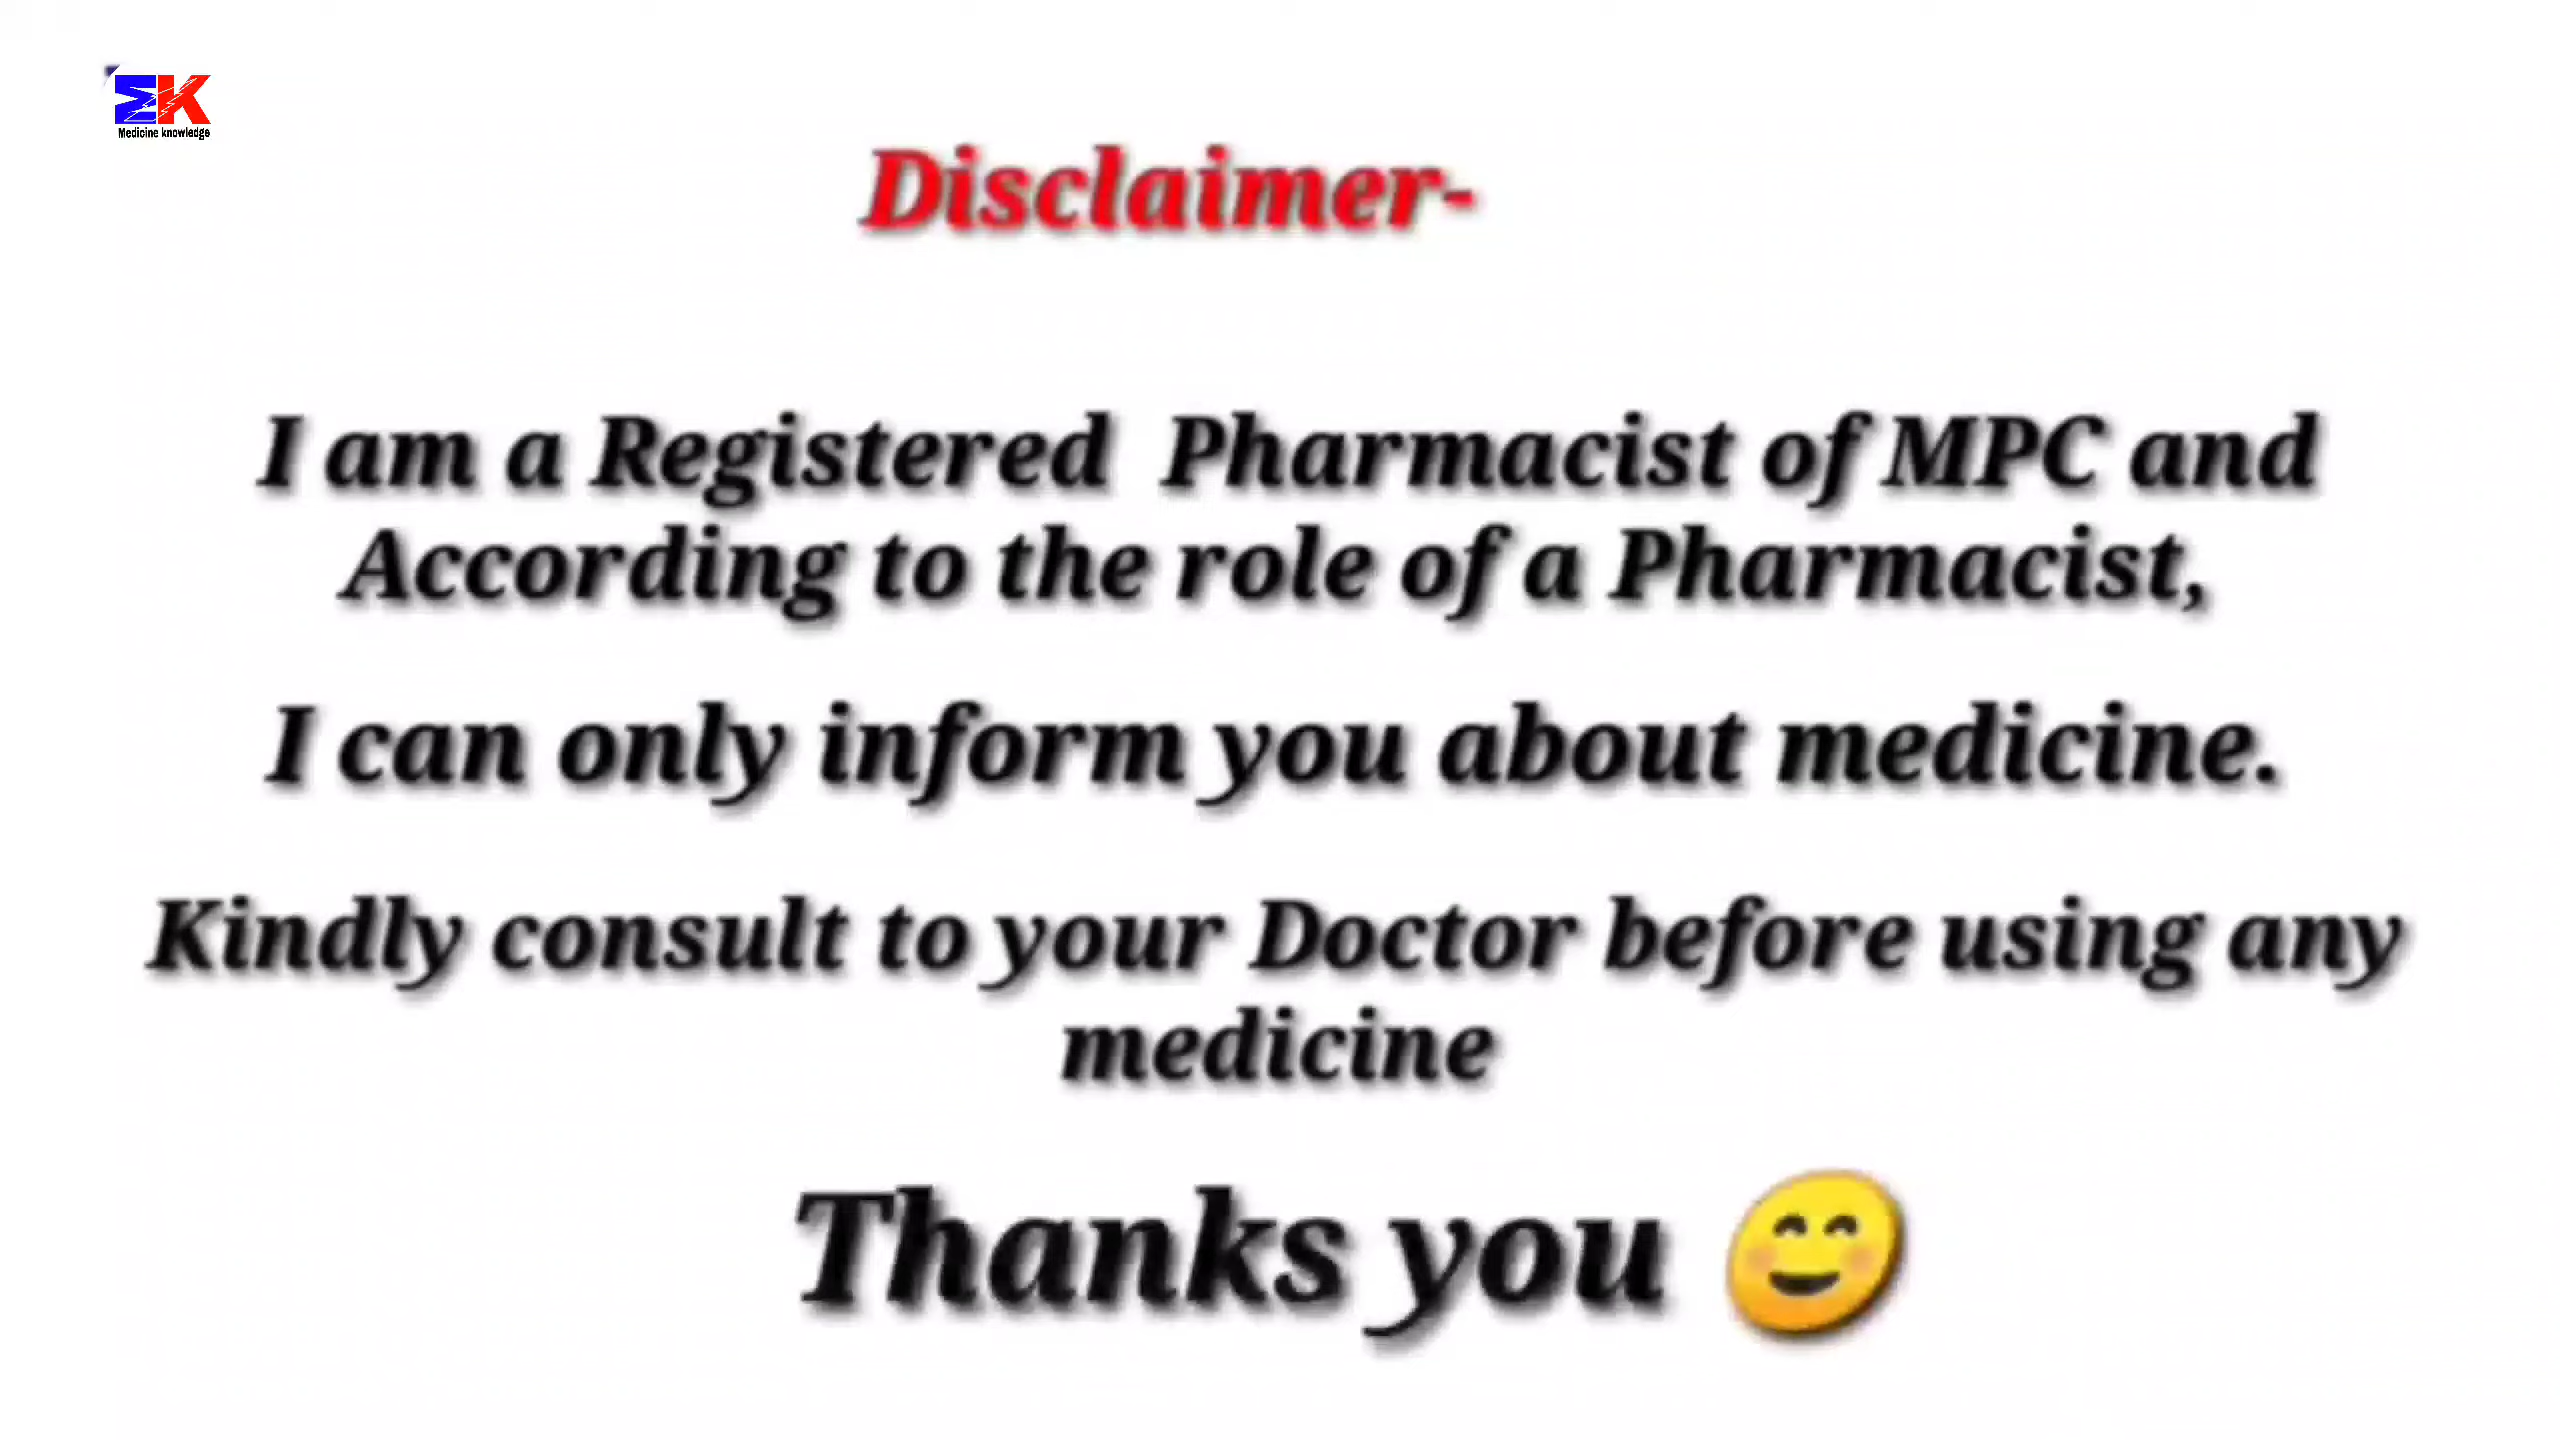 MK
Medicine knowledge
Disclaimer-
I am a Registered Pharmacist of MPC and
According to the role of a Pharmacist,
I can only inform you about medicine.
Kindly consult to your Doctor before using any
medicine
Thanks you 😊